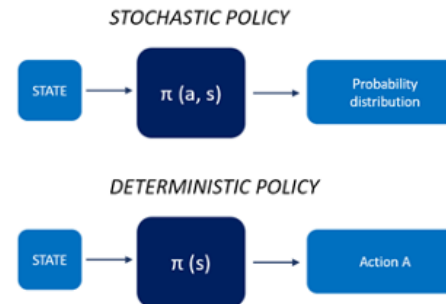 STOCHASTIC POLICY
STATE
π (a, s)
Probability
distribution
DETERMINISTIC POLICY
STATE
π (s)
Action A